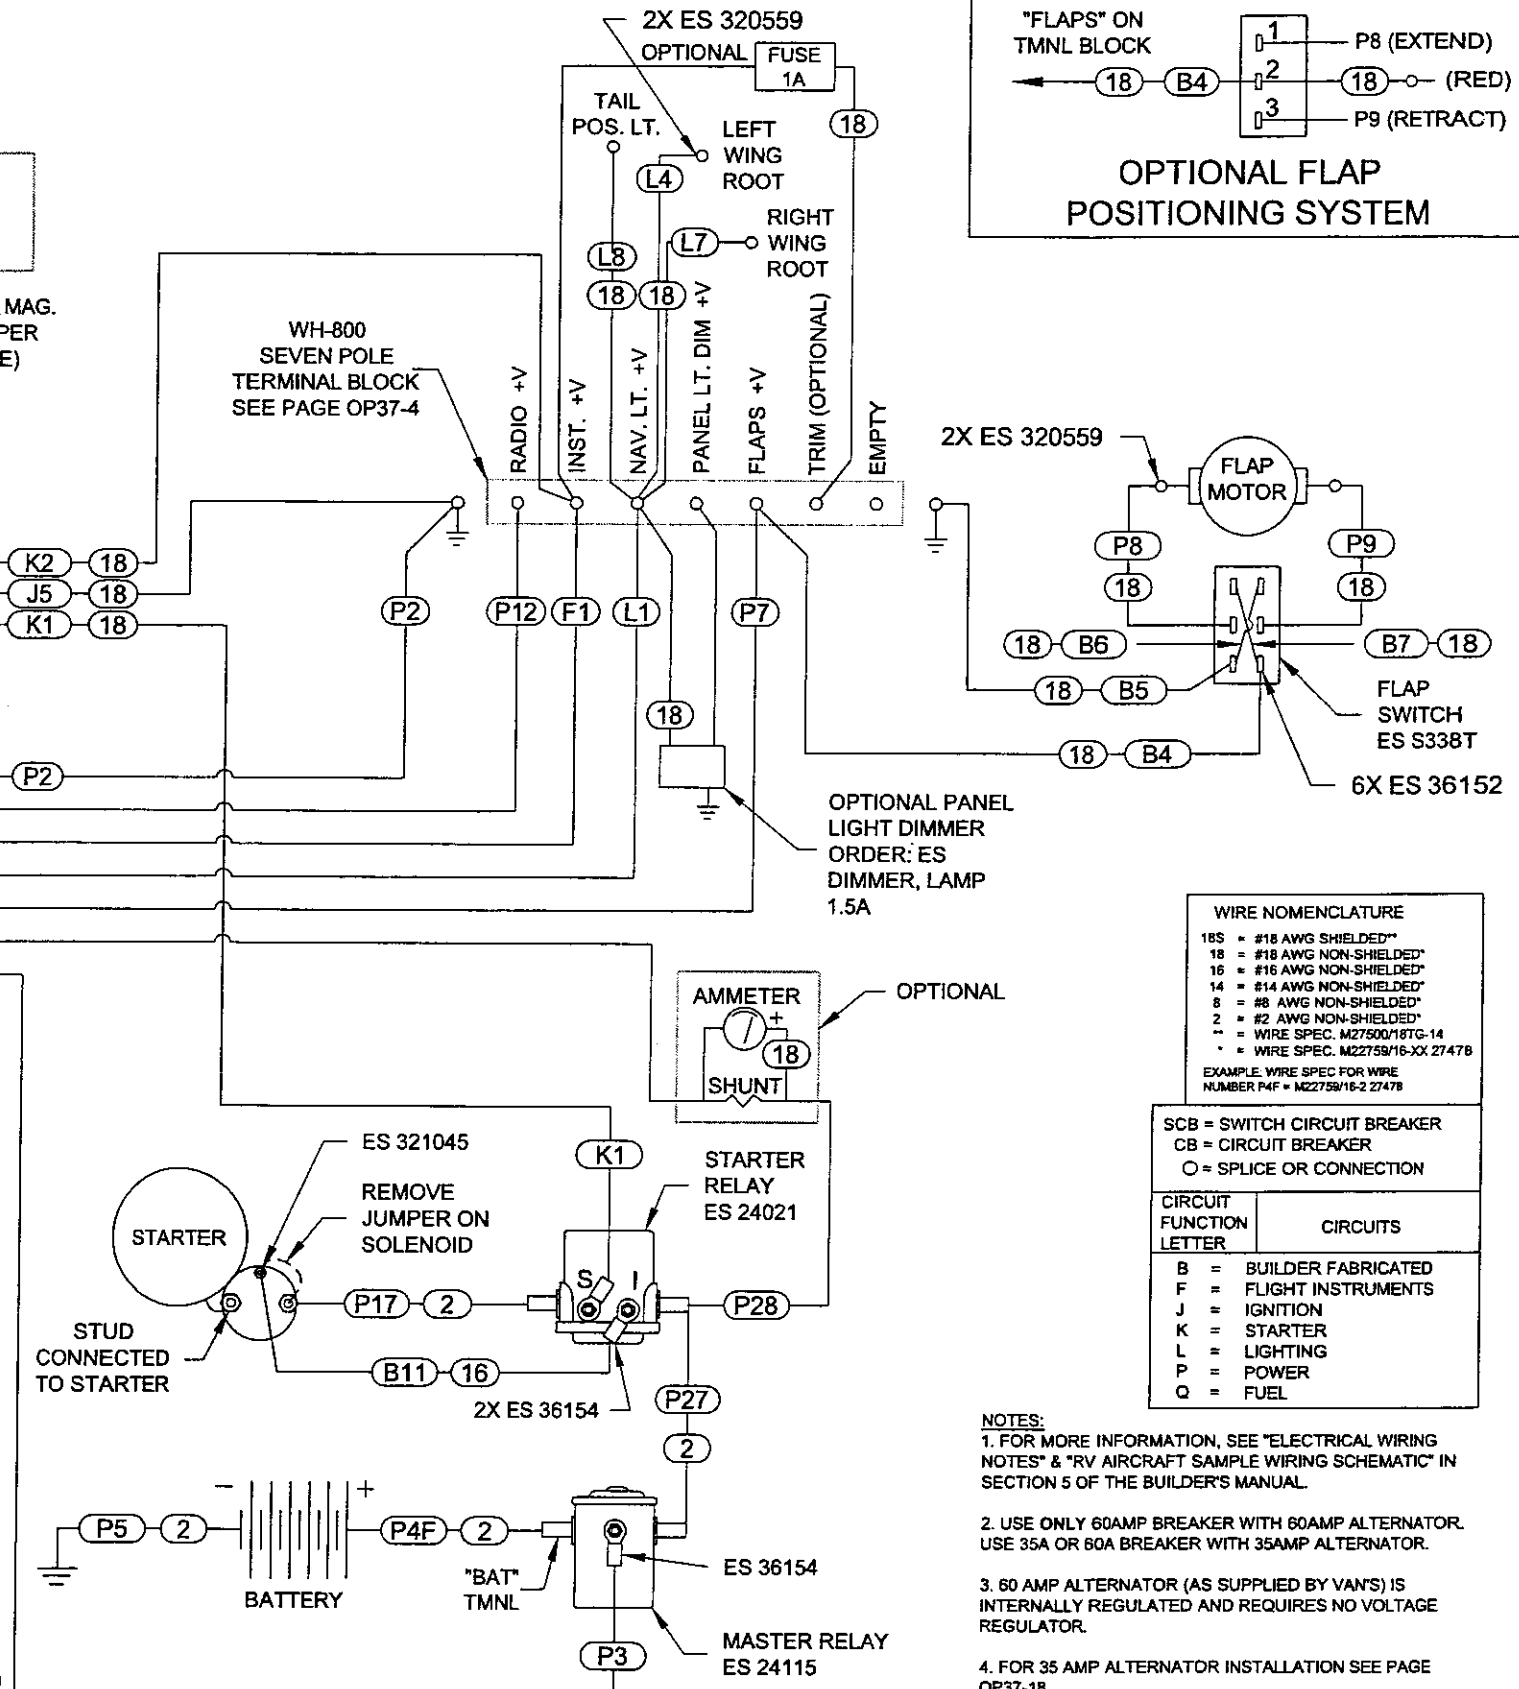 2X ES 320559
OPTIONAL
FUSE
1A
TAIL
POS. LT.
LEFT
WING
ROOT
18
L4
RIGHT
WING
ROOT
L7
L8
18
18
"FLAPS" ON
TMNL BLOCK
1
2
3
P8 (EXTEND)
18
B4
18
(RED)
P9 (RETRACT)
OPTIONAL FLAP
POSITIONING SYSTEM
MAG.
PER
E)
WH-800
SEVEN POLE
TERMINAL BLOCK
SEE PAGE OP37-4
RADIO +V
INST. +V
NAV. LT. +V
PANEL LT. DIM +V
FLAPS +V
TRIM (OPTIONAL)
EMPTY
2X ES 320559
FLAP
MOTOR
P8
18
P9
18
K2
18
J5
18
K1
18
P2
P12
F1
L1
P7
18
B6
B7
18
18
B5
18
B4
FLAP
SWITCH
ES S338T
6X ES 36152
18
P2
OPTIONAL PANEL
LIGHT DIMMER
ORDER: ES
DIMMER, LAMP
1.5A
WIRE NOMENCLATURE
18S = #18 AWG SHIELDED**
18 = #18 AWG NON-SHIELDED*
16 = #16 AWG NON-SHIELDED*
14 = #14 AWG NON-SHIELDED*
8 = #8 AWG NON-SHIELDED*
2 = #2 AWG NON-SHIELDED*
** = WIRE SPEC. M27500/18TG-14
* = WIRE SPEC. M22759/16-XX 27478
EXAMPLE: WIRE SPEC FOR WIRE
NUMBER P4F = M22759/16-2 27478
SCB = SWITCH CIRCUIT BREAKER
CB = CIRCUIT BREAKER
O = SPLICE OR CONNECTION
CIRCUIT
FUNCTION
LETTER
CIRCUITS
B = BUILDER FABRICATED
F = FLIGHT INSTRUMENTS
J = IGNITION
K = STARTER
L = LIGHTING
P = POWER
Q = FUEL
AMMETER
+
18
SHUNT
OPTIONAL
ES 321045
STARTER
REMOVE
JUMPER ON
SOLENOID
K1
STARTER
RELAY
ES 24021
S
I
P17
2
P28
STUD
CONNECTED
TO STARTER
B11
16
2X ES 36154
P27
2
-
+
P5
2
P4F
2
BATTERY
"BAT"
TMNL
ES 36154
P3
MASTER RELAY
ES 24115
NOTES:
1. FOR MORE INFORMATION, SEE "ELECTRICAL WIRING
NOTES" & "RV AIRCRAFT SAMPLE WIRING SCHEMATIC" IN
SECTION 5 OF THE BUILDER'S MANUAL.
2. USE ONLY 60AMP BREAKER WITH 60AMP ALTERNATOR.
USE 35A OR 60A BREAKER WITH 35AMP ALTERNATOR.
3. 60 AMP ALTERNATOR (AS SUPPLIED BY VAN'S) IS
INTERNALLY REGULATED AND REQUIRES NO VOLTAGE
REGULATOR.
4. FOR 35 AMP ALTERNATOR INSTALLATION SEE PAGE
OP37-18